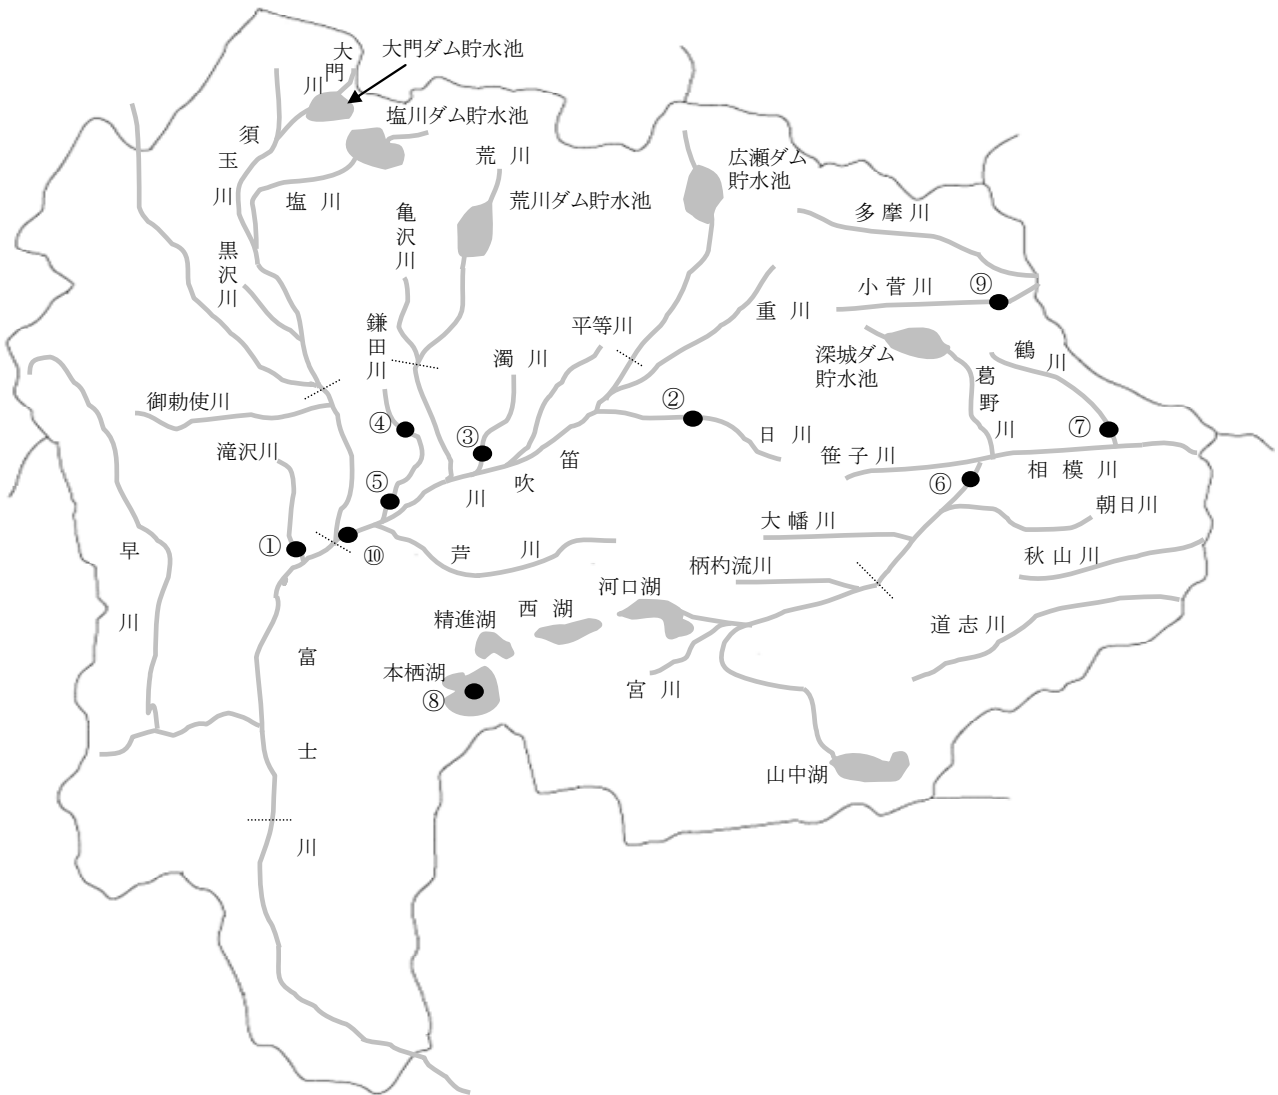 大門川
大門ダム貯水池
塩川ダム貯水池
須玉川
塩川
荒川
荒川ダム貯水池
広瀬ダム
貯水池
多摩川
亀沢川
黒沢川
小菅川
⑨
重川
平等川
鎌田川
濁川
深城ダム
貯水池
鶴川
葛野川
御勅使川
②
④
③
⑦
日川
笹子川
滝沢川
笛吹川
相模川
⑤
⑥
朝日川
大幡川
①
⑩
芦川
秋山川
柄杓流川
早川
河口湖
西湖
精進湖
道志川
本栖湖
⑧
宮川
富士川
山中湖